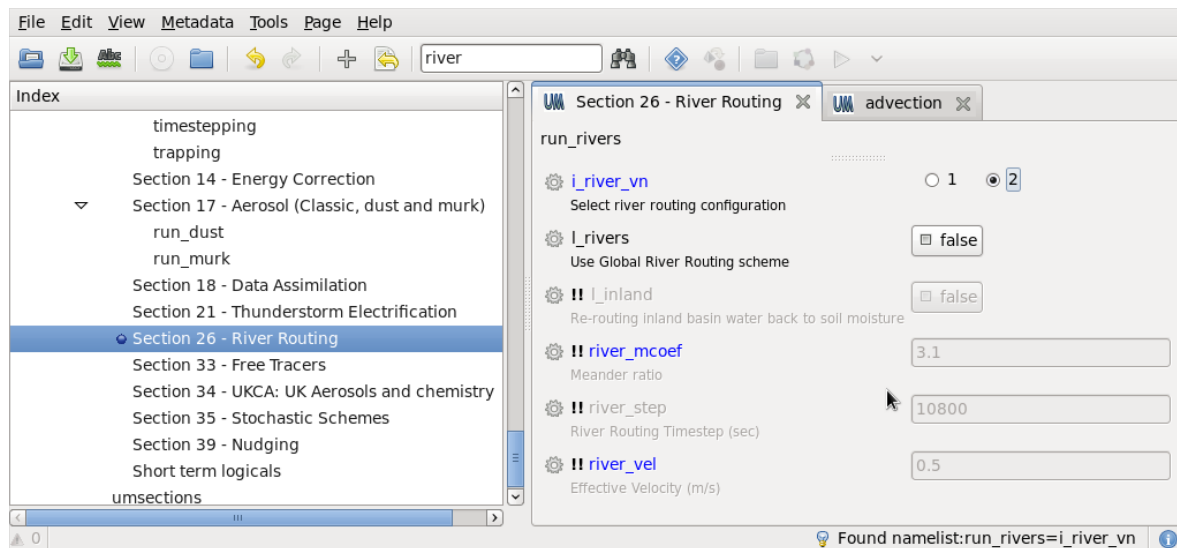 File Edit View Metadata Tools Page Help
Abc
river
Index
timestepping
trapping
Section 14 - Energy Correction
Section 17 - Aerosol (Classic, dust and murk)
run_dust
run_murk
Section 18 - Data Assimilation
Section 21 - Thunderstorm Electrification
Section 26 - River Routing
Section 33 - Free Tracers
Section 34 - UKCA: UK Aerosols and chemistry
Section 35 - Stochastic Schemes
Section 39 - Nudging
Short term logicals
umsections
0
UM Section 26 - River Routing UM advection
run_rivers
i_river_vn 1 2
Select river routing configuration
l_rivers false
Use Global River Routing scheme
!! l_inland false
Re-routing inland basin water back to soil moisture
!! river_mcoef 3.1
Meander ratio
!! river_step 10800
River Routing Timestep (sec)
!! river_vel 0.5
Effective Velocity (m/s)
Found namelist:run_rivers=i_river_vn